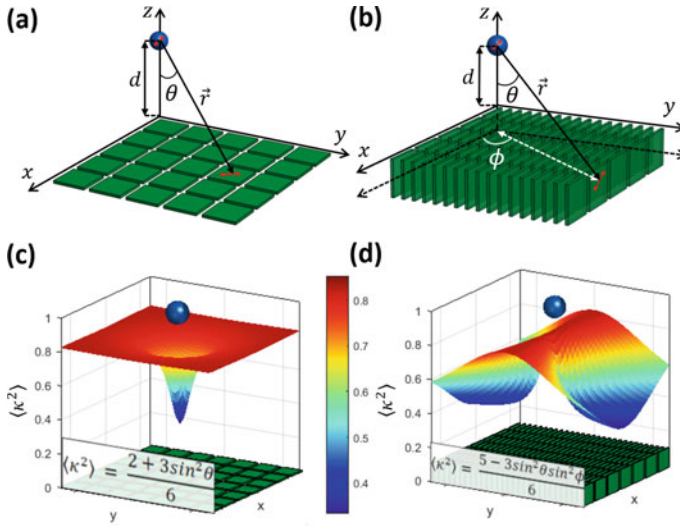 (a)
z
d
θ
r⃗
x
y
(b)
z
d
θ
r⃗
y
x
ϕ
(c)
⟨κ²⟩
1
0.8
0.6
0.4
0.2
0
⟨κ²⟩ = (2 + 3sin²θ)/6
y
x
0.8
0.7
0.6
0.5
0.4
(d)
⟨κ²⟩
1
0.8
0.6
0.4
0.2
0
⟨κ²⟩ = (5 − 3sin²θsin²ϕ)/6
y
x